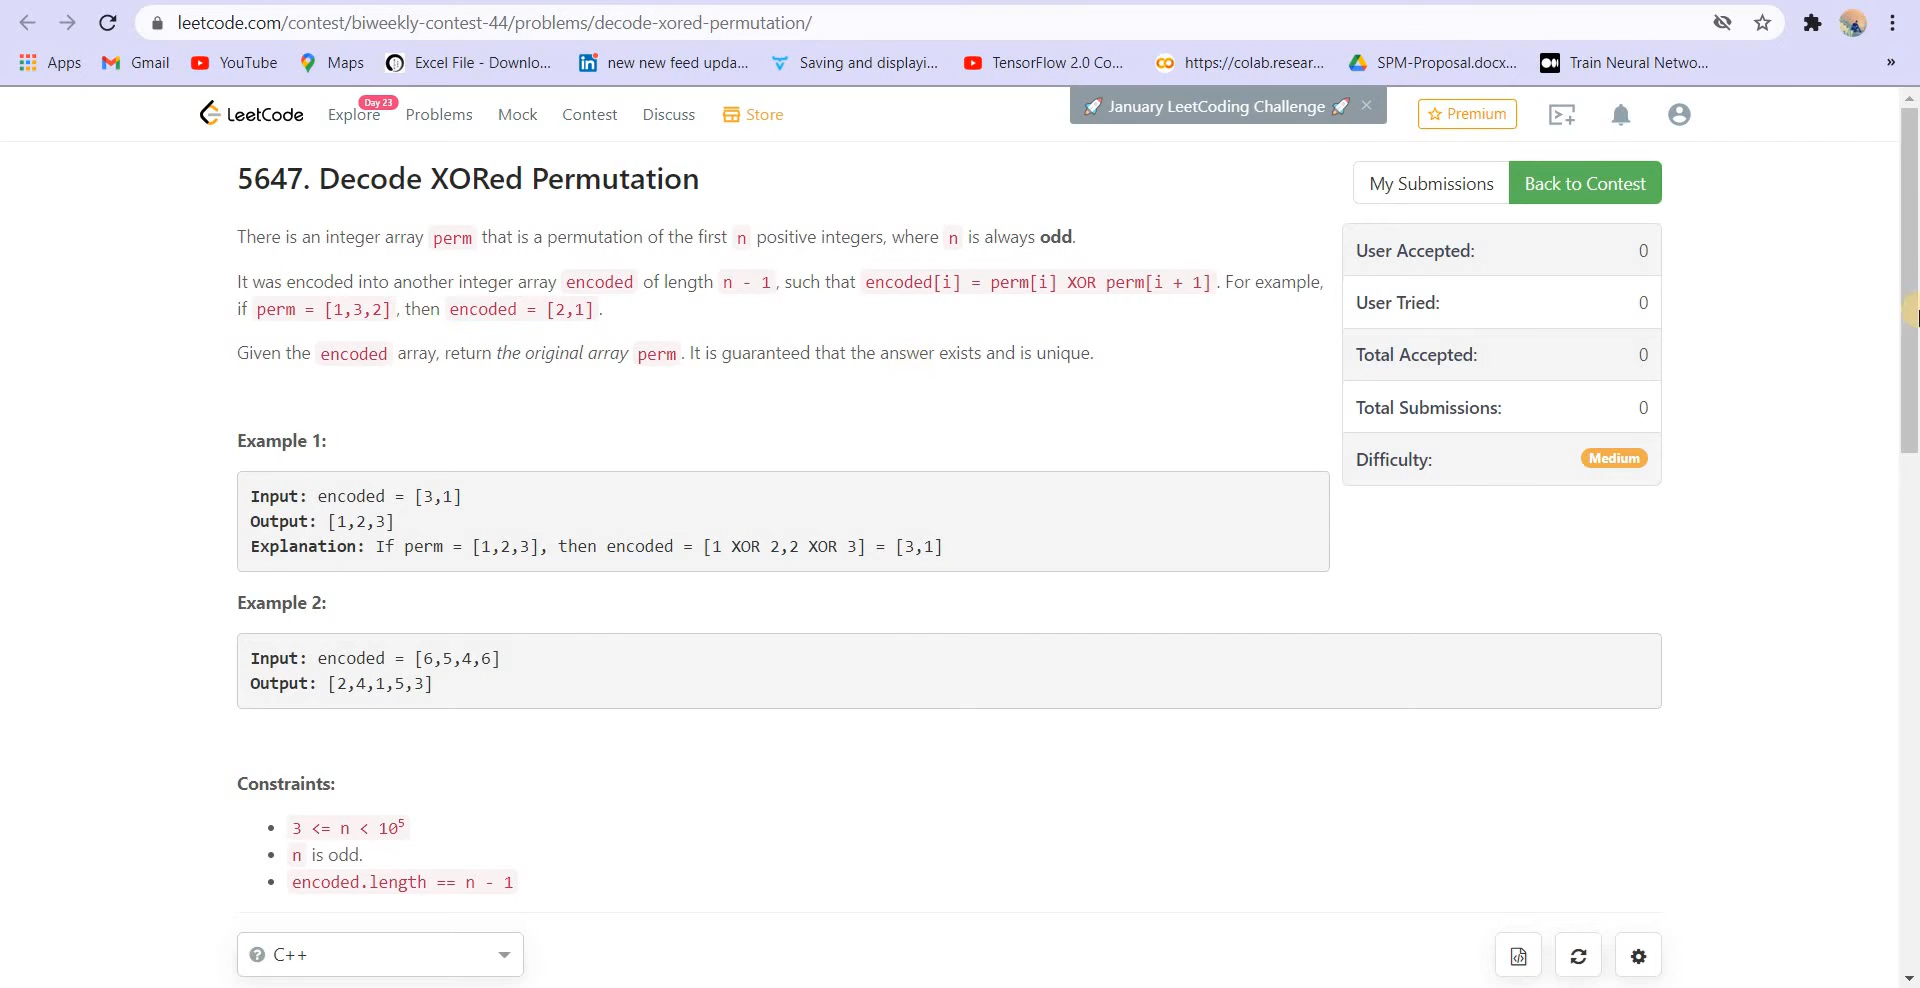 leetcode.com/contest/biweekly-contest-44/problems/decode-xored-permutation/
Apps Gmail YouTube Maps Excel File - Downlo... new new feed upda... Saving and displayi... TensorFlow 2.0 Co... https://colab.resear... SPM-Proposal.docx... Train Neural Netwo... »
LeetCode Explore Day 23 Problems Mock Contest Discuss Store 🚀 January LeetCoding Challenge 🚀 × Premium
5647. Decode XORed Permutation
My Submissions Back to Contest
There is an integer array perm that is a permutation of the first n positive integers, where n is always odd.
It was encoded into another integer array encoded of length n - 1, such that encoded[i] = perm[i] XOR perm[i + 1]. For example,
if perm = [1,3,2], then encoded = [2,1].
Given the encoded array, return the original array perm. It is guaranteed that the answer exists and is unique.
User Accepted: 0
User Tried: 0
Total Accepted: 0
Total Submissions: 0
Difficulty: Medium
Example 1:
Input: encoded = [3,1]
Output: [1,2,3]
Explanation: If perm = [1,2,3], then encoded = [1 XOR 2,2 XOR 3] = [3,1]
Example 2:
Input: encoded = [6,5,4,6]
Output: [2,4,1,5,3]
Constraints:
• 3 <= n < 10⁵
• n is odd.
• encoded.length == n - 1
C++